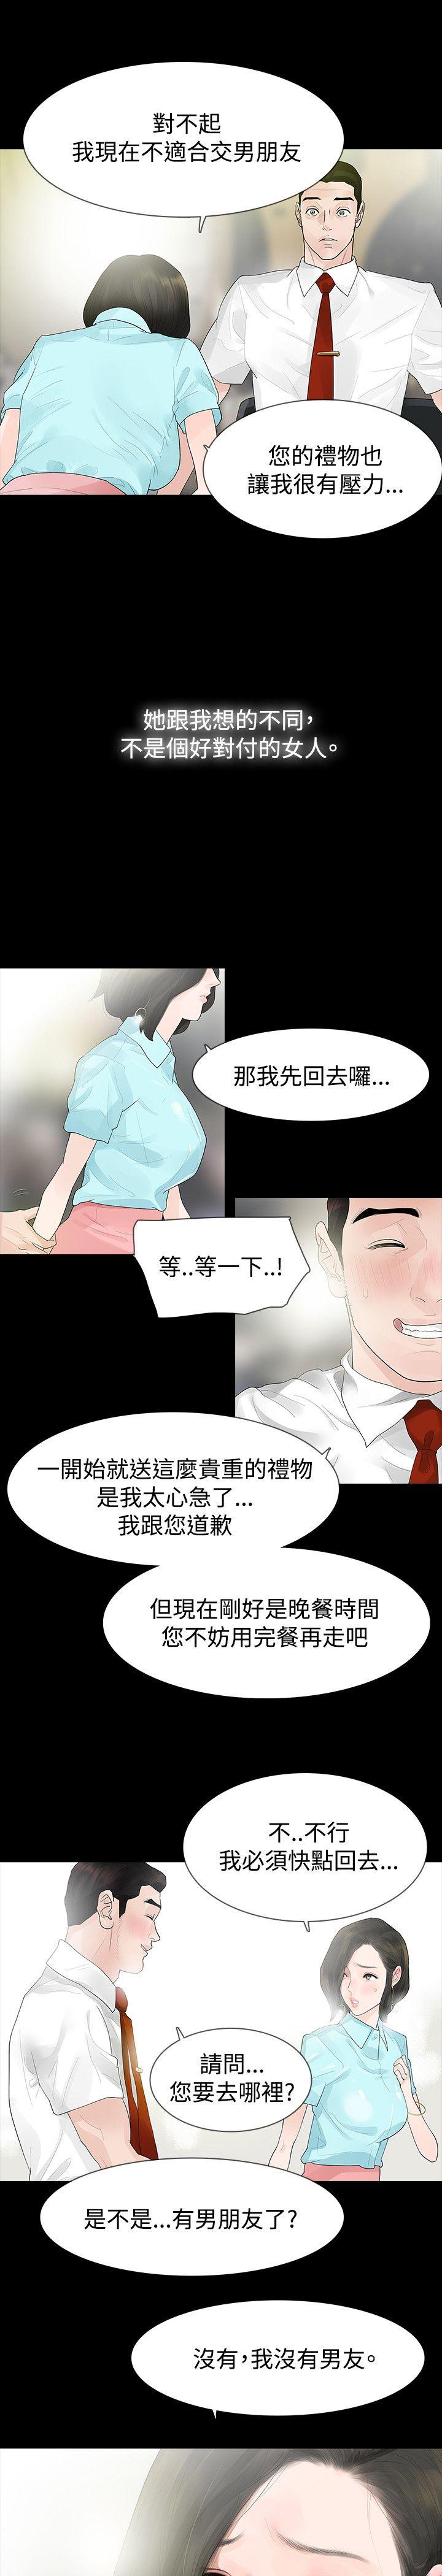 對不起
我現在不適合交男朋友
您的禮物也
讓我很有壓力...
她跟我想的不同，
不是個好對付的女人。
那我先回去囉...
等..等一下..!
一開始就送這麼貴重的禮物
是我太心急了...
我跟您道歉
但現在剛好是晚餐時間
您不妨用完餐再走吧
不..不行
我必須快點回去...
請問...
您要去哪裡?
是不是...有男朋友了?
沒有，我沒有男友。